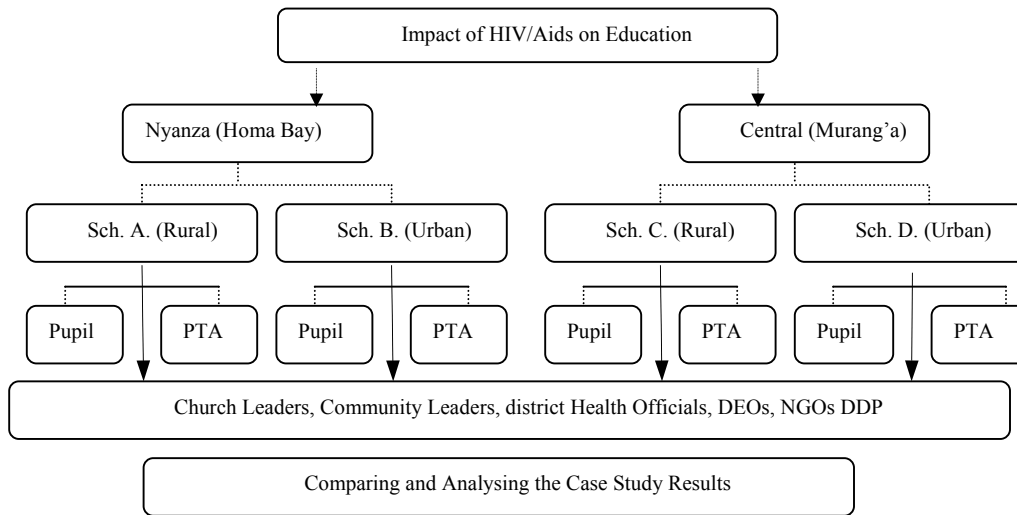 Impact of HIV/Aids on Education
Nyanza (Homa Bay)
Central (Murang’a)
Sch. A. (Rural)
Sch. B. (Urban)
Sch. C. (Rural)
Sch. D. (Urban)
Pupil
PTA
Pupil
PTA
Pupil
PTA
Pupil
PTA
Church Leaders, Community Leaders, district Health Officials, DEOs, NGOs DDP
Comparing and Analysing the Case Study Results